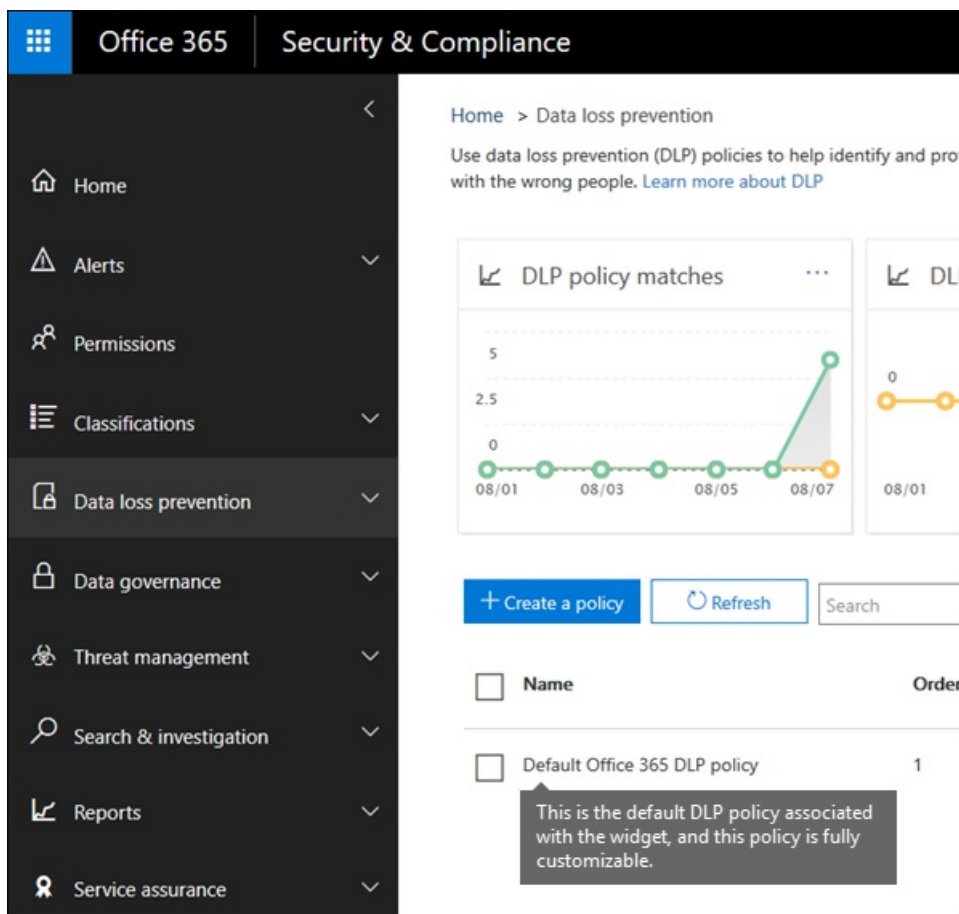 Office 365
Security & Compliance
Home
Alerts
Permissions
Classifications
Data loss prevention
Data governance
Threat management
Search & investigation
Reports
Service assurance
Home > Data loss prevention
Use data loss prevention (DLP) policies to help identify and pro
with the wrong people. Learn more about DLP
DLP policy matches
5
2.5
0
08/01 08/03 08/05 08/07
DL
0
08/01
+ Create a policy
Refresh
Search
Name Order
Default Office 365 DLP policy 1
This is the default DLP policy associated
with the widget, and this policy is fully
customizable.